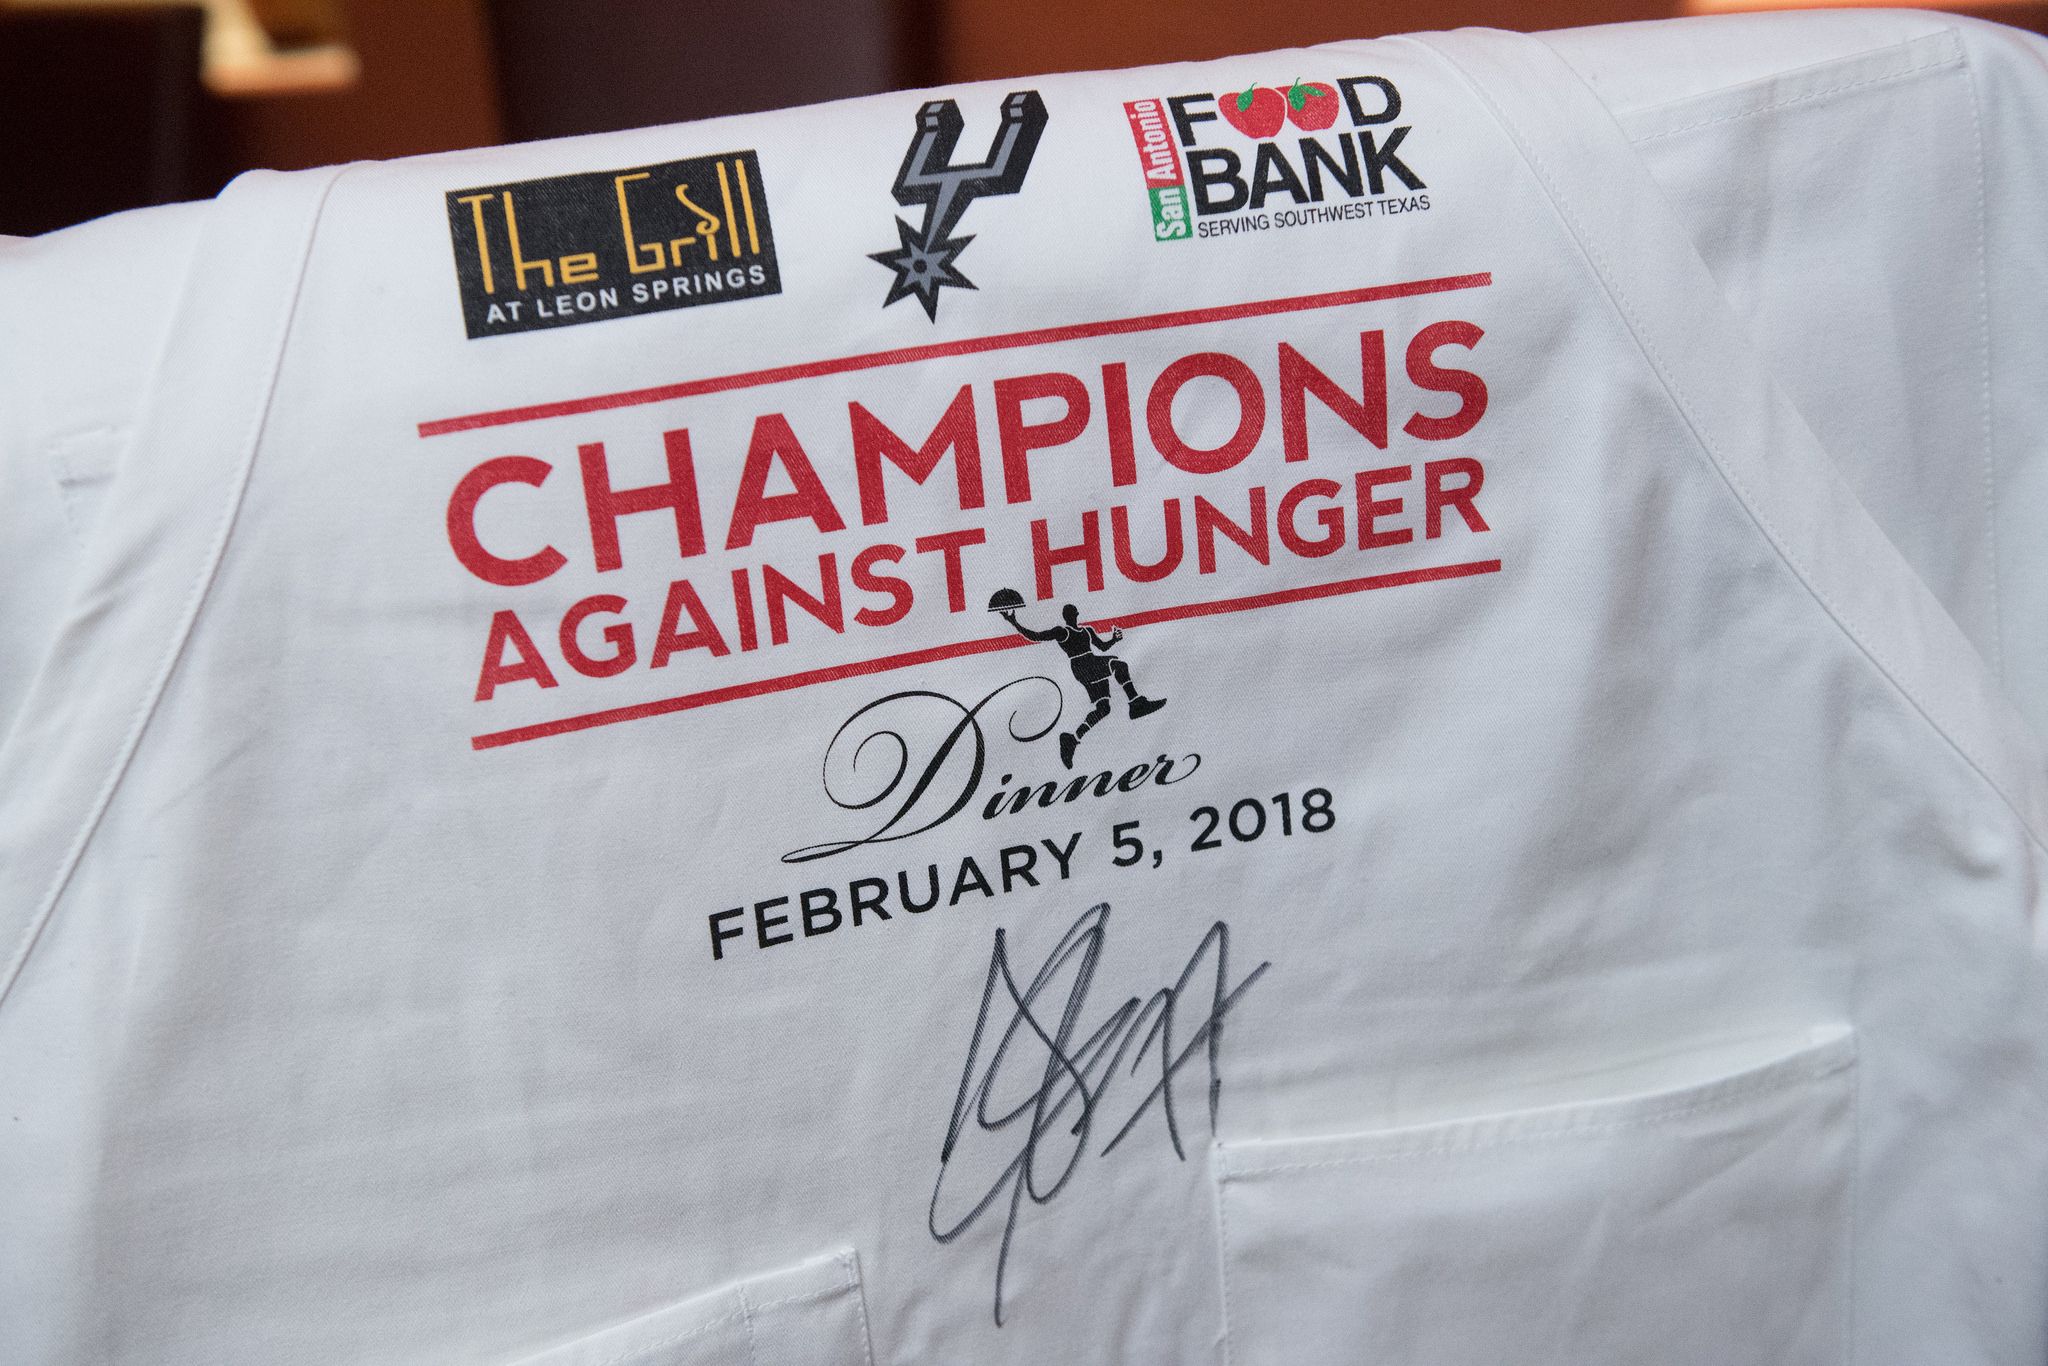 The Grill
AT LEON SPRINGS
San Antonio
FOOD
BANK
SERVING SOUTHWEST TEXAS
CHAMPIONS
AGAINST HUNGER
Dinner
FEBRUARY 5, 2018